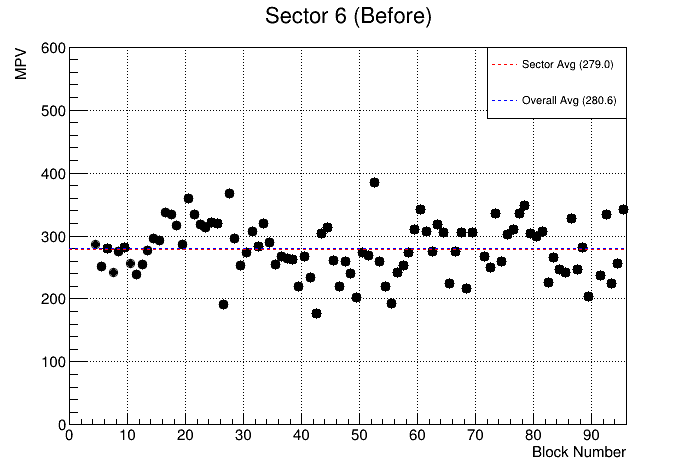 Sector 6 (Before)
MPV
600
500
400
300
200
100
0
Sector Avg (279.0)
Overall Avg (280.6)
0 10 20 30 40 50 60 70 80 90
Block Number